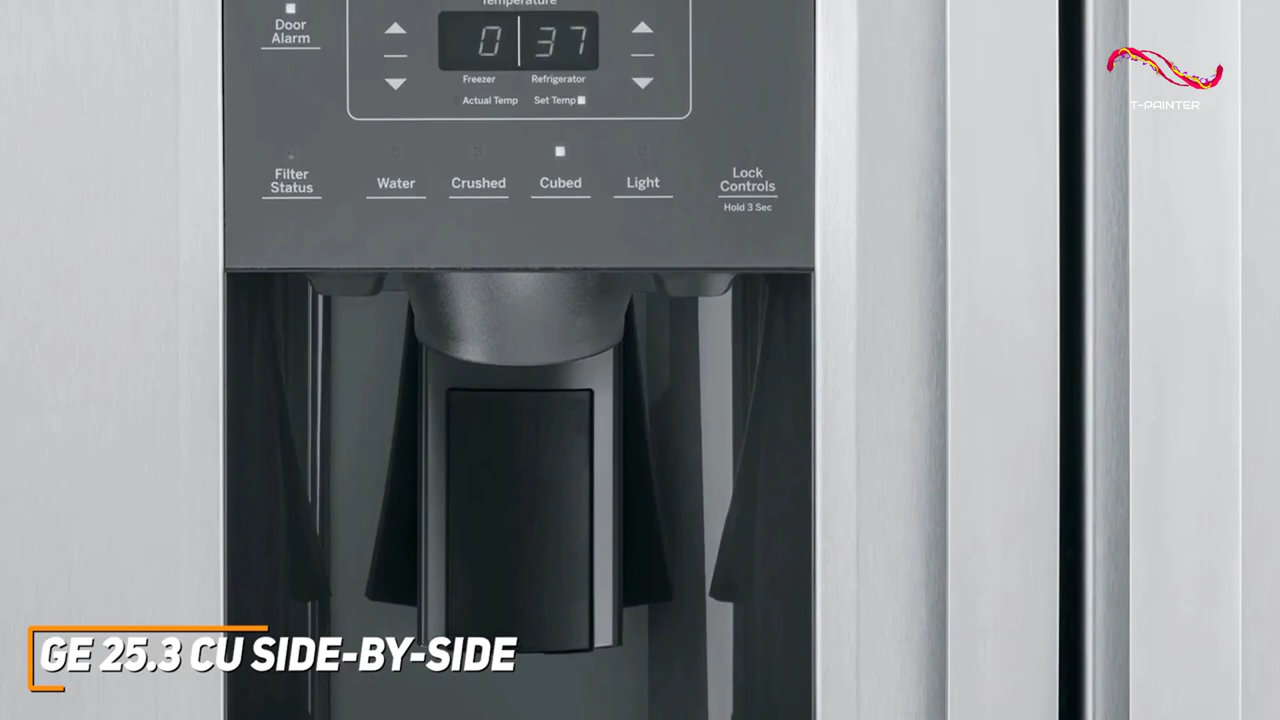 Temperature
Door
Alarm
0 37
Freezer Refrigerator
Actual Temp Set Temp
Filter
Status
Water Crushed Cubed Light
Lock
Controls
Hold 3 Sec
T-PAINTER
GE 25.3 CU SIDE-BY-SIDE